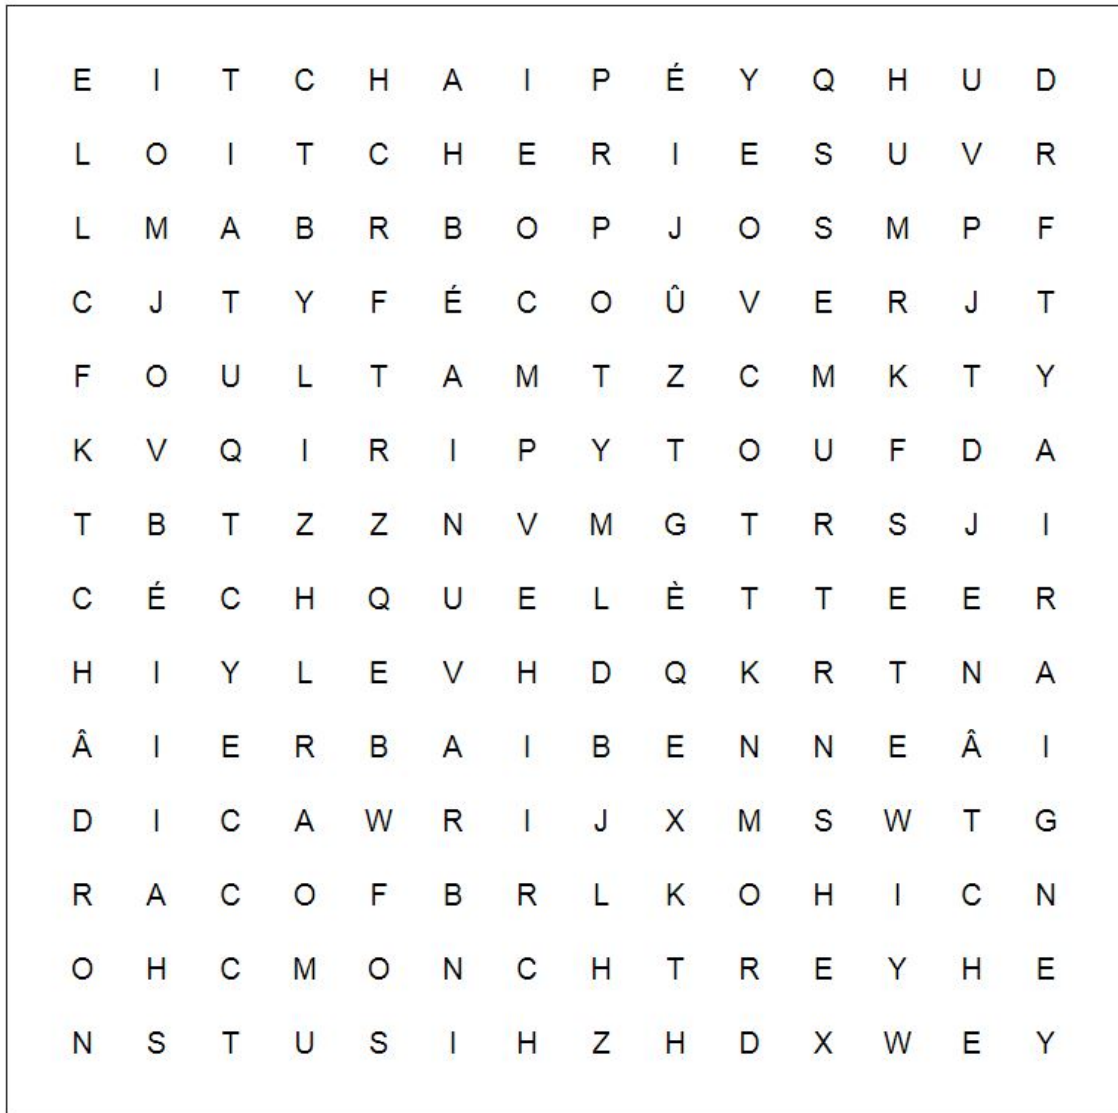 E I T C H A I P É Y Q H U D
L O I T C H E R I E S U V R
L M A B R B O P J O S M P F
C J T Y F É C O Û V E R J T
F O U L T A M T Z C M K T Y
K V Q I R I P Y T O U F D A
T B T Z Z N V M G T R S J I
C É C H Q U E L È T T E E R
H I Y L E V H D Q K R T N A
Â I E R B A I B E N N E Â I
D I C A W R I J X M S W T G
R A C O F B R L K O H I C N
O H C M O N C H T R E Y H E
N S T U S I H Z H D X W E Y